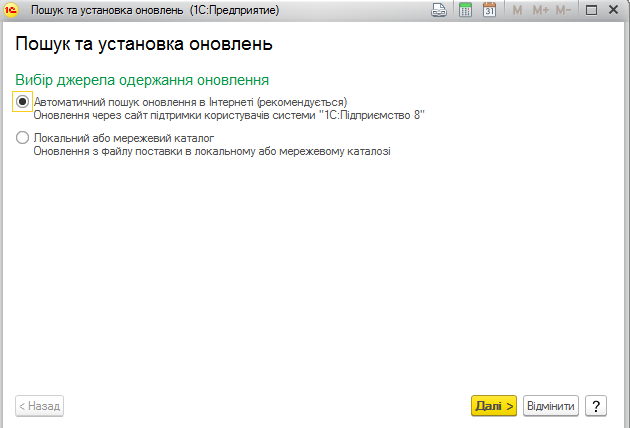 1С Пошук та установка оновлень (1С:Предприятие) 31 M M+ M-
Пошук та установка оновлень
Вибір джерела одержання оновлення
Автоматичний пошук оновлення в Інтернеті (рекомендується)
Оновлення через сайт підтримки користувачів системи "1С:Підприємство 8"
Локальний або мережевий каталог
Оновлення з файлу поставки в локальному або мережевому каталозі
< Назад Далі > Відмінити ?